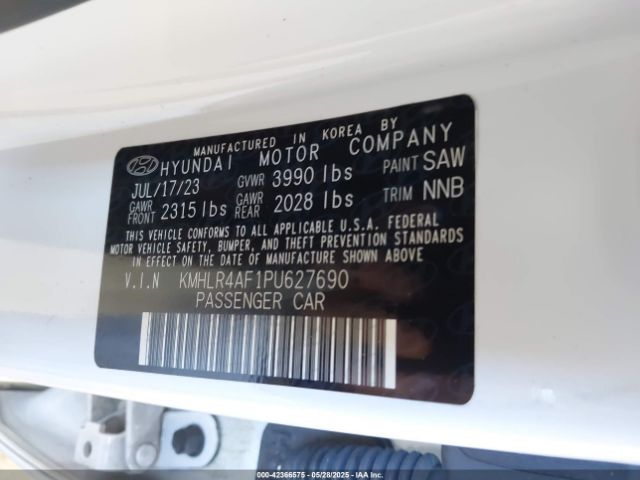 MANUFACTURED IN KOREA BY
HYUNDAI MOTOR COMPANY
JUL/17/23 GVWR 3990 lbs PAINT SAW
GAWR FRONT 2315 lbs GAWR REAR 2028 lbs TRIM NNB
THIS VEHICLE CONFORMS TO ALL APPLICABLE U.S.A. FEDERAL
MOTOR VEHICLE SAFETY, BUMPER, AND THEFT PREVENTION STANDARDS
IN EFFECT ON THE DATE OF MANUFACTURE SHOWN ABOVE.
V.I.N KMHLR4AF1PU627690
PASSENGER CAR
000-42366575 - 05/28/2025 - IAA Inc.